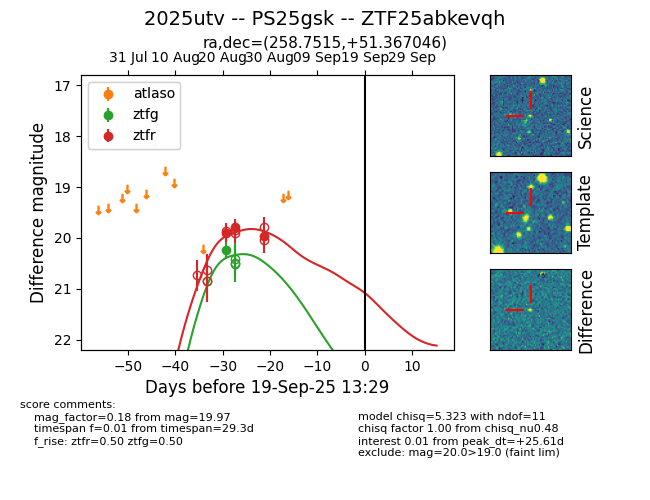 2025utv -- PS25gsk -- ZTF25abkevqh
ra,dec=(258.7515,+51.367046)
31 Jul 10 Aug 20 Aug 30 Aug 09 Sep 19 Sep 29 Sep
atlaso
ztfg
ztfr
17
18
19
20
21
22
Difference magnitude
−50 −40 −30 −20 −10 0 10
Days before 19-Sep-25 13:29
Science
Template
Difference
score comments:
mag_factor=0.18 from mag=19.97
timespan f=0.01 from timespan=29.3d
f_rise: ztfr=0.50 ztfg=0.50
model chisq=5.323 with ndof=11
chisq factor 1.00 from chisq_nu0.48
interest 0.01 from peak_dt=+25.61d
exclude: mag=20.0>19.0 (faint lim)